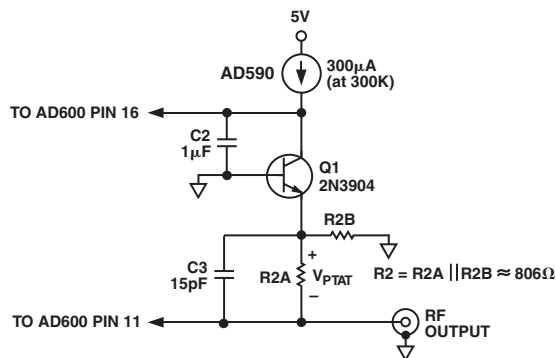 5V
AD590
300μA
(at 300K)
TO AD600 PIN 16
C2
1μF
Q1
2N3904
R2B
C3
15pF
R2A
+
VPTAT
–
R2 = R2A || R2B ≈ 806Ω
TO AD600 PIN 11
RF
OUTPUT